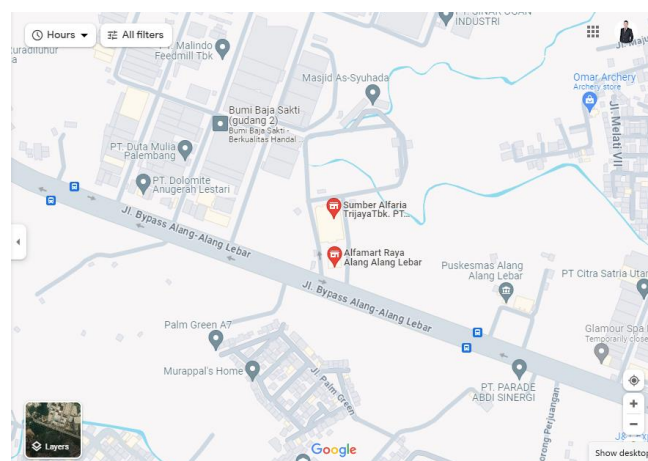 INDUSTRI
Hours
All filters
PT. Malindo
Feedmill Tbk
Masjid As-Syuhada
Omar Archery
Archery store
Jl. Melati VII
Bumi Baja Sakti
(gudang 2)
Bumi Baja Sakti -
Berkualitas Handal...
PT. Duta Mulia
Palembang
PT. Dolomite
Anugerah Lestari
Sumber Alfaria
TrijayaTbk. PT...
Jl. Bypass Alang-Alang Lebar
Alfamart Raya
Alang Alang Lebar
Puskesmas Alang
Alang Lebar
PT Citra Satria Utam
Jl. Bypass Alang-Alang Lebar
Palm Green A7
Glamour Spa
Temporarily close
Murappal's Home
Jl. Palm Green
PT. PARADE
ABDI SINERGI
orong Perjuangan
Layers
Google
Show desktop